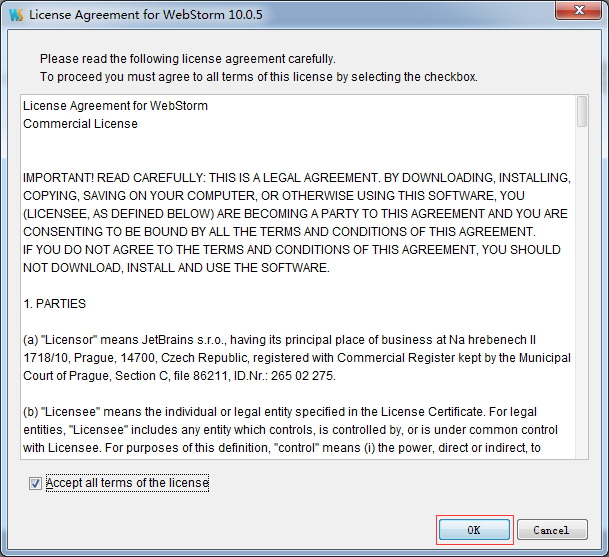 License Agreement for WebStorm 10.0.5
Please read the following license agreement carefully.
To proceed you must agree to all terms of this license by selecting the checkbox.
License Agreement for WebStorm
Commercial License
IMPORTANT! READ CAREFULLY: THIS IS A LEGAL AGREEMENT. BY DOWNLOADING, INSTALLING,
COPYING, SAVING ON YOUR COMPUTER, OR OTHERWISE USING THIS SOFTWARE, YOU
(LICENSEE, AS DEFINED BELOW) ARE BECOMING A PARTY TO THIS AGREEMENT AND YOU ARE
CONSENTING TO BE BOUND BY ALL THE TERMS AND CONDITIONS OF THIS AGREEMENT.
IF YOU DO NOT AGREE TO THE TERMS AND CONDITIONS OF THIS AGREEMENT, YOU SHOULD
NOT DOWNLOAD, INSTALL AND USE THE SOFTWARE.
1. PARTIES
(a) "Licensor" means JetBrains s.r.o., having its principal place of business at Na hrebenech II
1718/10, Prague, 14700, Czech Republic, registered with Commercial Register kept by the Municipal
Court of Prague, Section C, file 86211, ID.Nr.: 265 02 275.
(b) "Licensee" means the individual or legal entity specified in the License Certificate. For legal
entities, "Licensee" includes any entity which controls, is controlled by, or is under common control
with Licensee. For purposes of this definition, "control" means (i) the power, direct or indirect, to
Accept all terms of the license
OK
Cancel